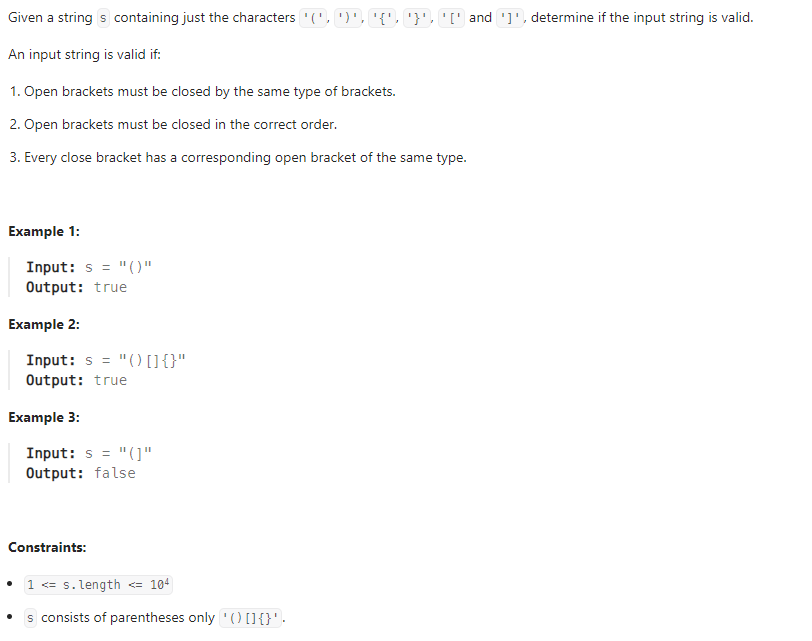 Given a string s containing just the characters '(', ')', '{', '}', '[' and ']', determine if the input string is valid.
An input string is valid if:
1. Open brackets must be closed by the same type of brackets.
2. Open brackets must be closed in the correct order.
3. Every close bracket has a corresponding open bracket of the same type.
Example 1:
Input: s = "()"
Output: true
Example 2:
Input: s = "()[]{}"
Output: true
Example 3:
Input: s = "(]"
Output: false
Constraints:
• 1 <= s.length <= 10⁴
• s consists of parentheses only '()[]{}'.